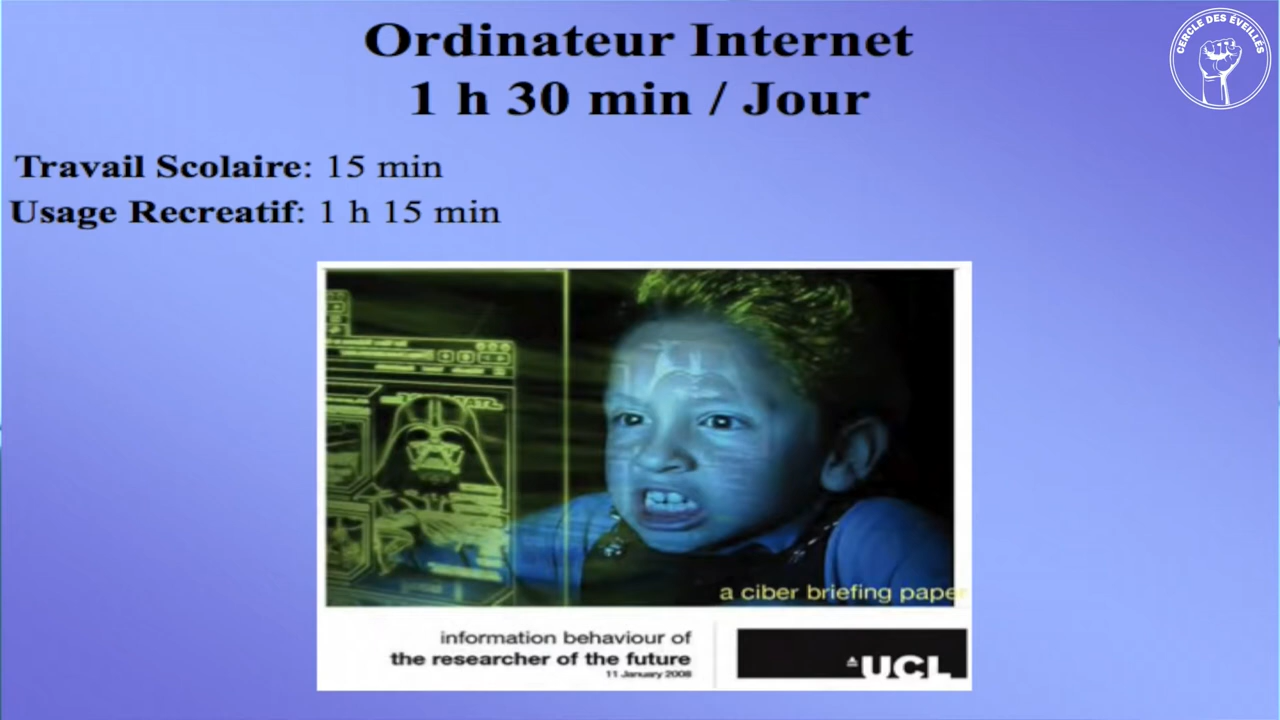 Ordinateur Internet
1 h 30 min / Jour
CERCLE DES ÉVEILLÉS
Travail Scolaire: 15 min
Usage Recreatif: 1 h 15 min
a ciber briefing paper
information behaviour of
the researcher of the future
11 January 2008
UCL